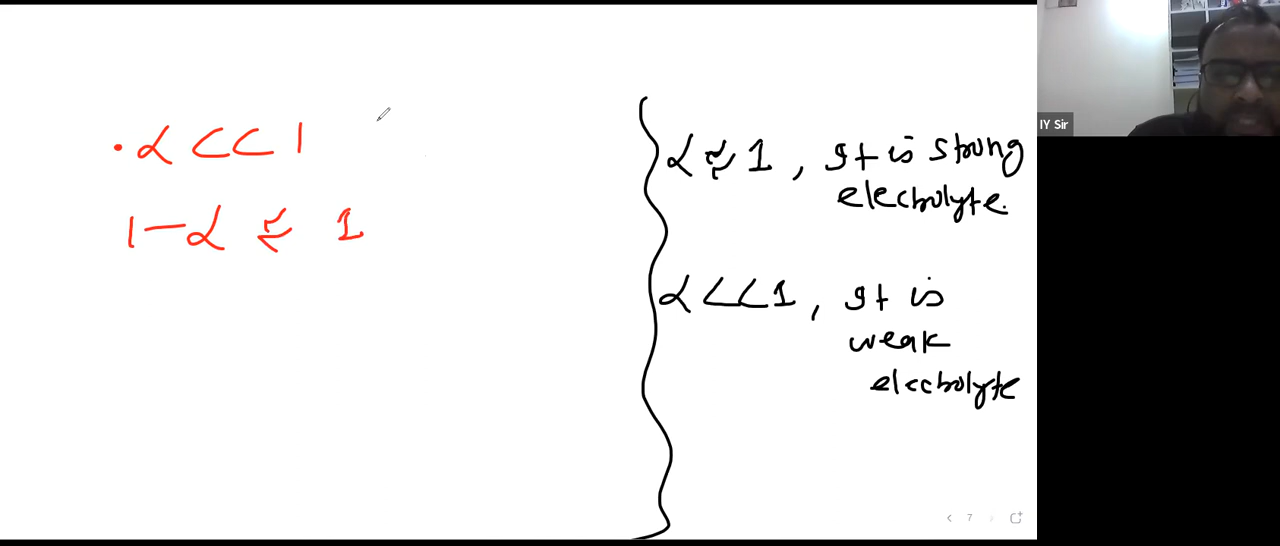 • α << 1
1-α ≈ 1
α ≈ 1, It is strong
electrolyte.
α << 1, It is
weak
electrolyte
IY Sir
7